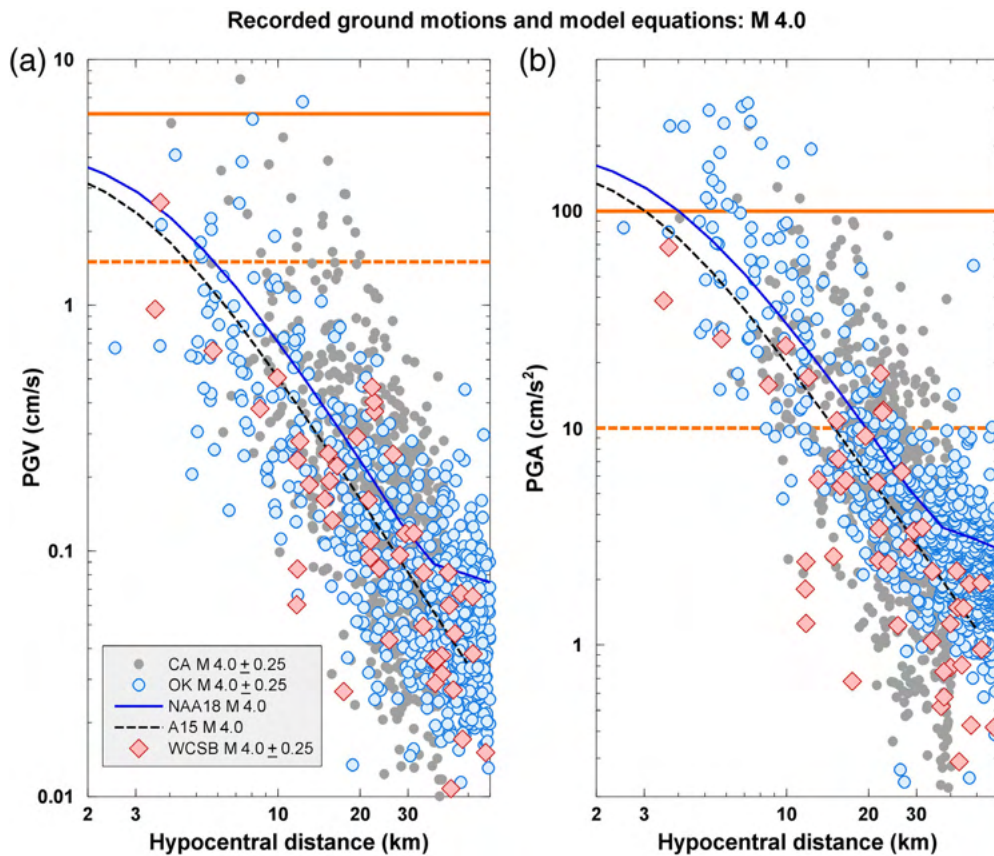 Recorded ground motions and model equations: M 4.0
(a)
10
1
0.1
0.01
PGV (cm/s)
2 3 10 20 30
Hypocentral distance (km)
CA M 4.0 ± 0.25
OK M 4.0 ± 0.25
NAA18 M 4.0
A15 M 4.0
WCSB M 4.0 ± 0.25
(b)
100
10
1
PGA (cm/s²)
2 3 10 20 30
Hypocentral distance (km)